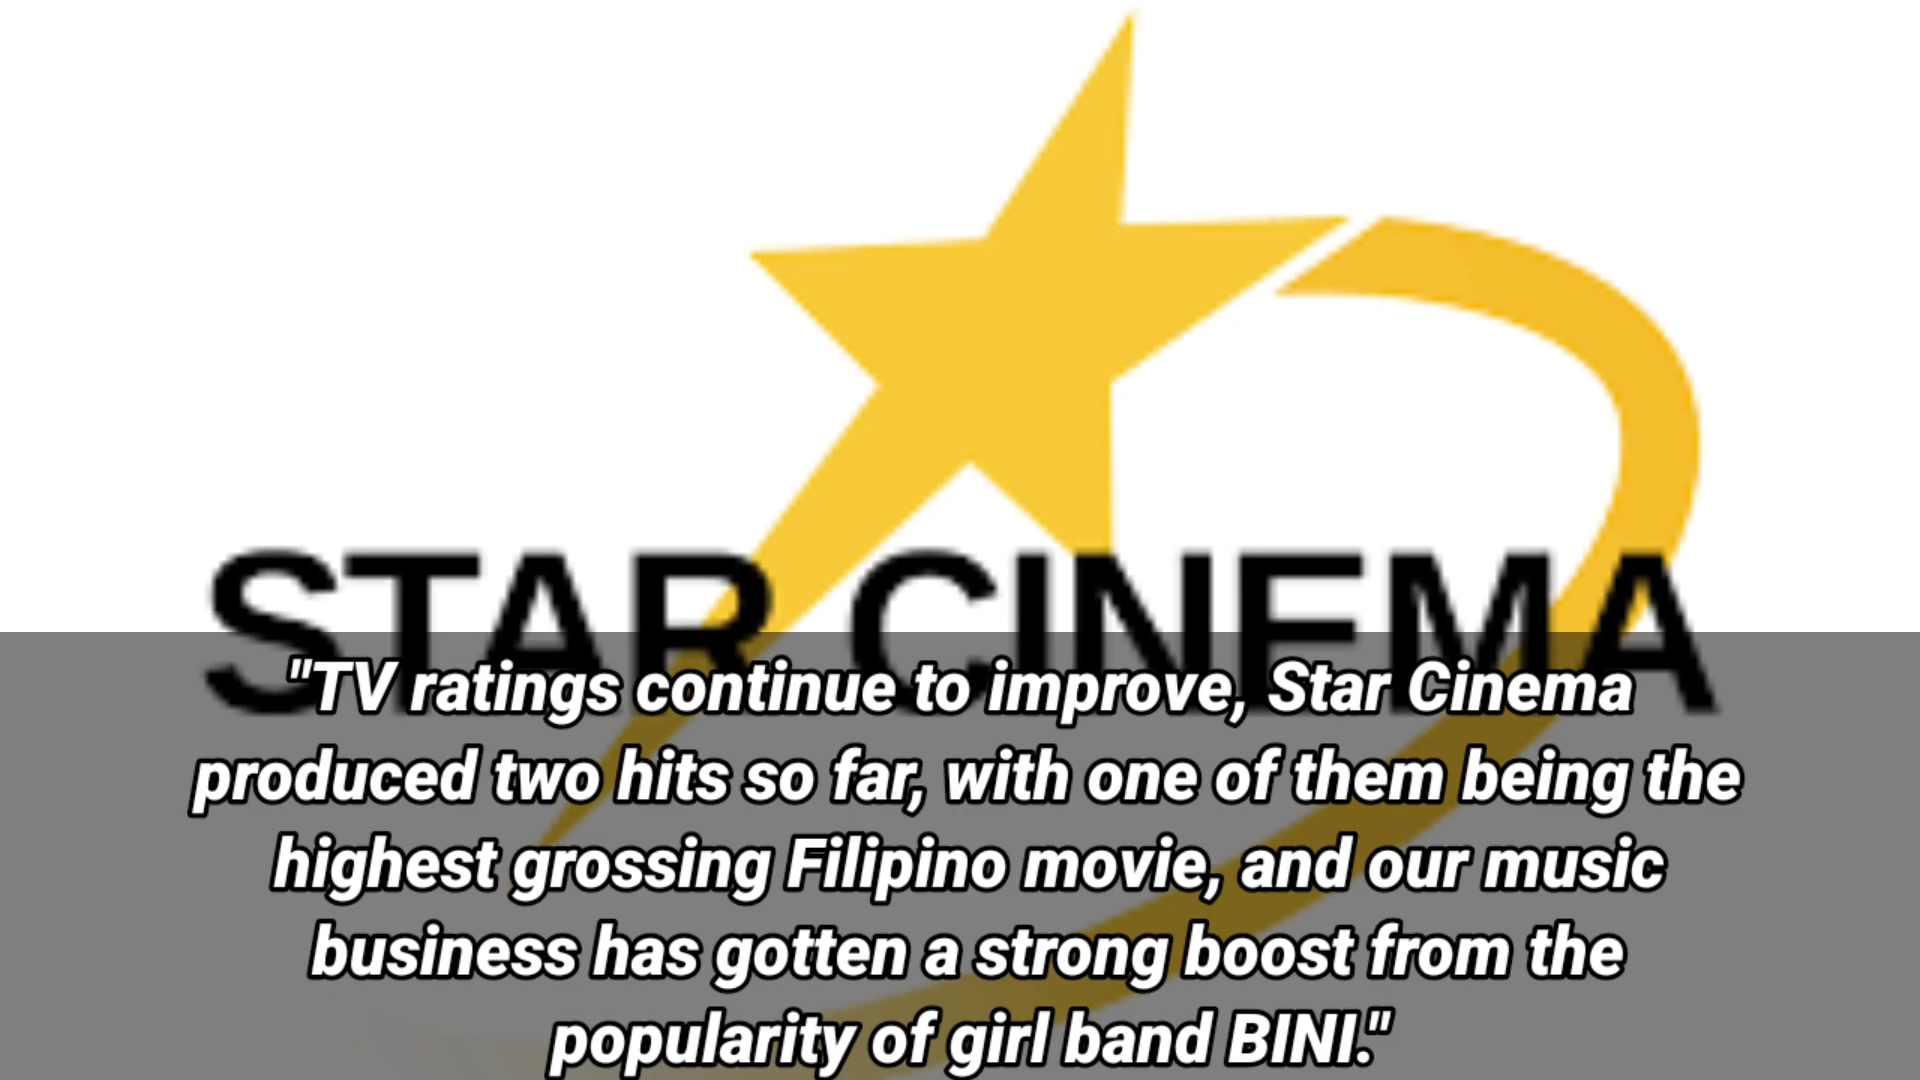 STAR CINEMA
"TV ratings continue to improve, Star Cinema
produced two hits so far, with one of them being the
highest grossing Filipino movie, and our music
business has gotten a strong boost from the
popularity of girl band BINI."